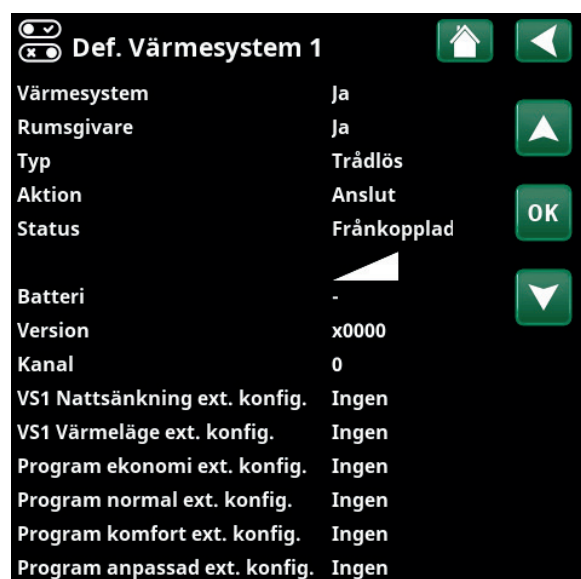 Def. Värmesystem 1
Värmesystem Ja
Rumsgivare Ja
Typ Trådlös
Aktion Anslut
Status Frånkopplad
OK
Batteri -
Version x0000
Kanal 0
VS1 Nattsänkning ext. konfig. Ingen
VS1 Värmeläge ext. konfig. Ingen
Program ekonomi ext. konfig. Ingen
Program normal ext. konfig. Ingen
Program komfort ext. konfig. Ingen
Program anpassad ext. konfig. Ingen